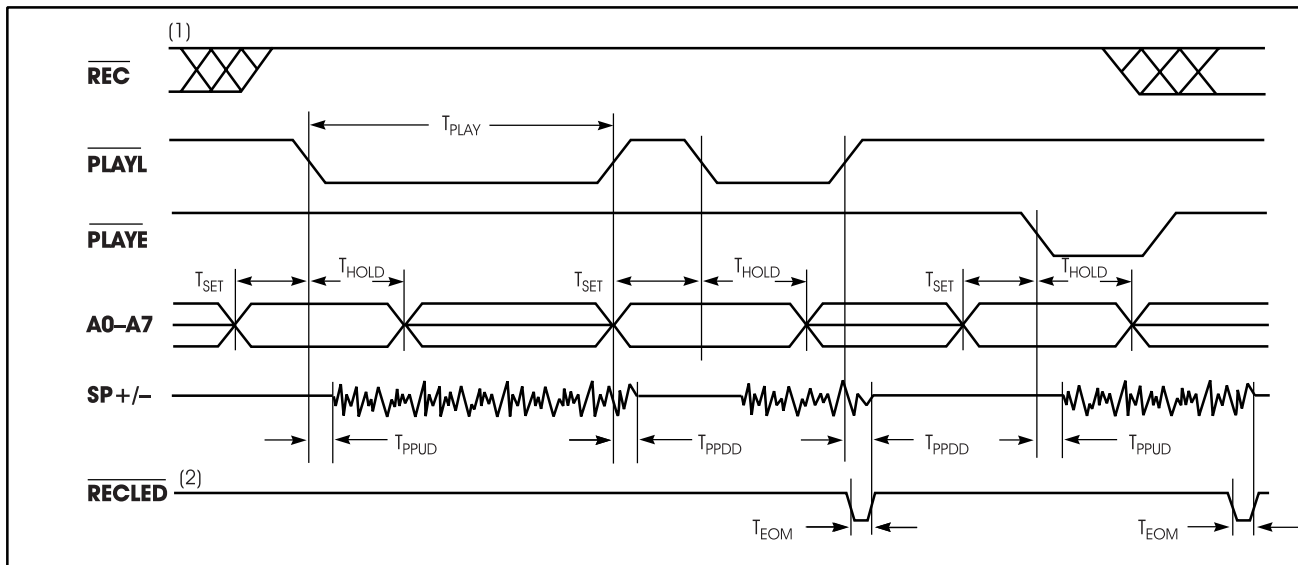 (1)
REC
T_PLAY
PLAYL
PLAYE
T_SET T_HOLD T_SET T_HOLD T_SET T_HOLD
A0–A7
SP+/–
T_PPUD T_PPDD T_PPDD T_PPUD
RECLED (2)
T_EOM T_EOM